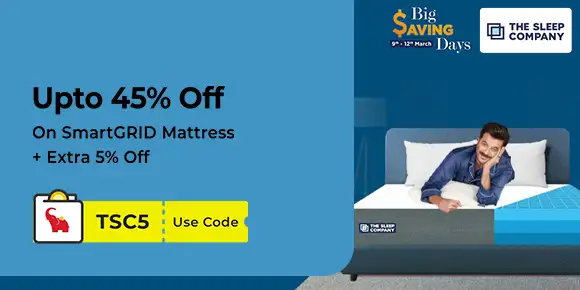 Big
$AVING
Days
9th - 12th March
THE SLEEP
COMPANY
Upto 45% Off
On SmartGRID Mattress
+ Extra 5% Off
TSC5
Use Code
THE SLEEP
COMPANY